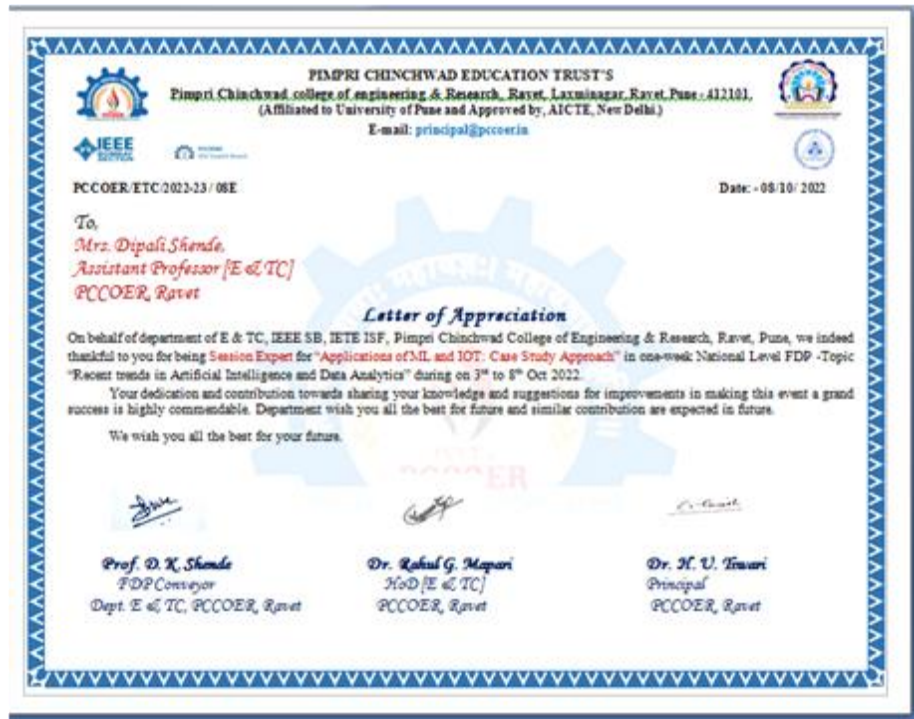 PIMPRI CHINCHWAD EDUCATION TRUST'S
Pimpri Chinchwad college of engineering & Research, Ravet, Laxminagar, Ravet, Pune - 412101.
(Affiliated to University of Pune and Approved by, AICTE, New Delhi.)
E-mail: principal@pccoer.in
IEEE
BOMBAY
SECTION
PCCOER/ETC/2022-23/ 08E
Date: - 08/10/ 2022
To,
Mrs. Dipali Shende,
Assistant Professor [E & TC]
PCCOER, Ravet
Letter of Appreciation
On behalf of department of E & TC, IEEE SB, IETE ISF, Pimpri Chinchwad College of Engineering & Research, Ravet, Pune, we indeed
thankful to you for being Session Expert for "Applications of ML and IOT: Case Study Approach" in one-week National Level FDP -Topic
"Recent trends in Artificial Intelligence and Data Analytics" during on 3rd to 8th Oct 2022.
Your dedication and contribution towards sharing your knowledge and suggestions for improvements in making this event a grand
success is highly commendable. Department wish you all the best for future and similar contribution are expected in future.
We wish you all the best for your future.
PCCOER
Prof. D. K. Shende
FDP Conveyor
Dept. E & TC, PCCOER, Ravet
Dr. Rahul G. Mapari
HoD [E & TC]
PCCOER, Ravet
Dr. H. U. Tiwari
Principal
PCCOER, Ravet